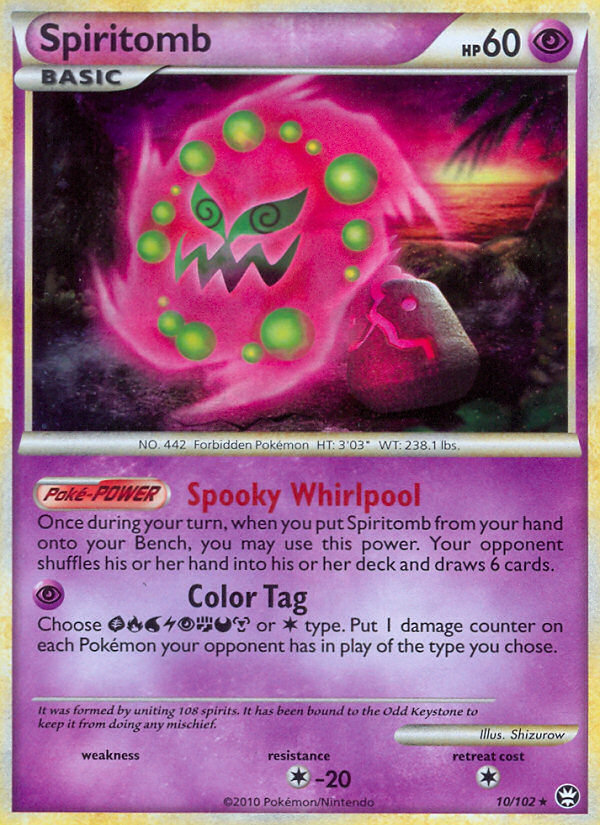 Spiritomb
HP60
BASIC
NO. 442 Forbidden Pokémon HT: 3'03" WT: 238.1 lbs.
Poké-POWER Spooky Whirlpool
Once during your turn, when you put Spiritomb from your hand
onto your Bench, you may use this power. Your opponent
shuffles his or her hand into his or her deck and draws 6 cards.
Color Tag
Choose or type. Put 1 damage counter on
each Pokémon your opponent has in play of the type you chose.
It was formed by uniting 108 spirits. It has been bound to the Odd Keystone to
keep it from doing any mischief.
Illus. Shizurow
weakness resistance retreat cost
-20
©2010 Pokémon/Nintendo 10/102 ★